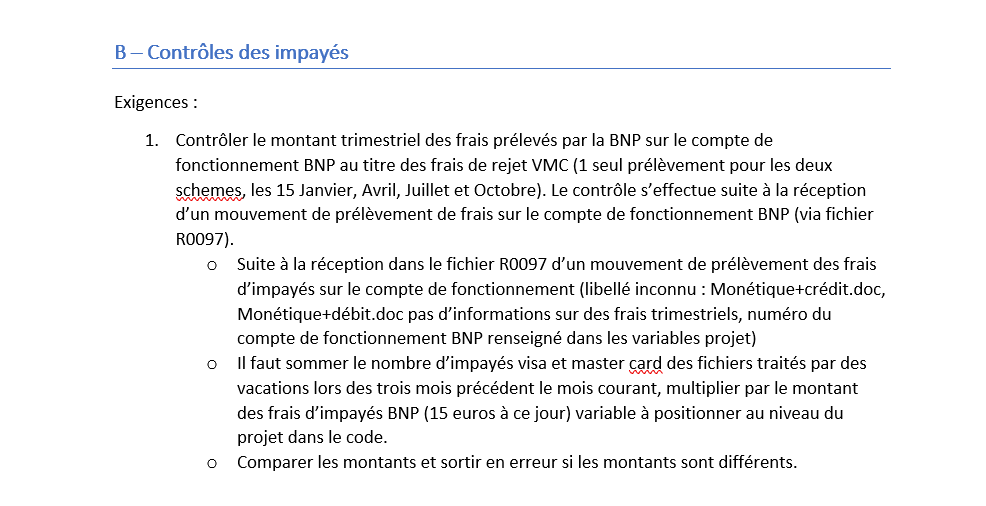 B – Contrôles des impayés
Exigences :
1. Contrôler le montant trimestriel des frais prélevés par la BNP sur le compte de
fonctionnement BNP au titre des frais de rejet VMC (1 seul prélèvement pour les deux
schemes, les 15 Janvier, Avril, Juillet et Octobre). Le contrôle s’effectue suite à la réception
d’un mouvement de prélèvement de frais sur le compte de fonctionnement BNP (via fichier
R0097).
o Suite à la réception dans le fichier R0097 d’un mouvement de prélèvement des frais
d’impayés sur le compte de fonctionnement (libellé inconnu : Monétique+crédit.doc,
Monétique+débit.doc pas d’informations sur des frais trimestriels, numéro du
compte de fonctionnement BNP renseigné dans les variables projet)
o Il faut sommer le nombre d’impayés visa et master card des fichiers traités par des
vacations lors des trois mois précédent le mois courant, multiplier par le montant
des frais d’impayés BNP (15 euros à ce jour) variable à positionner au niveau du
projet dans le code.
o Comparer les montants et sortir en erreur si les montants sont différents.